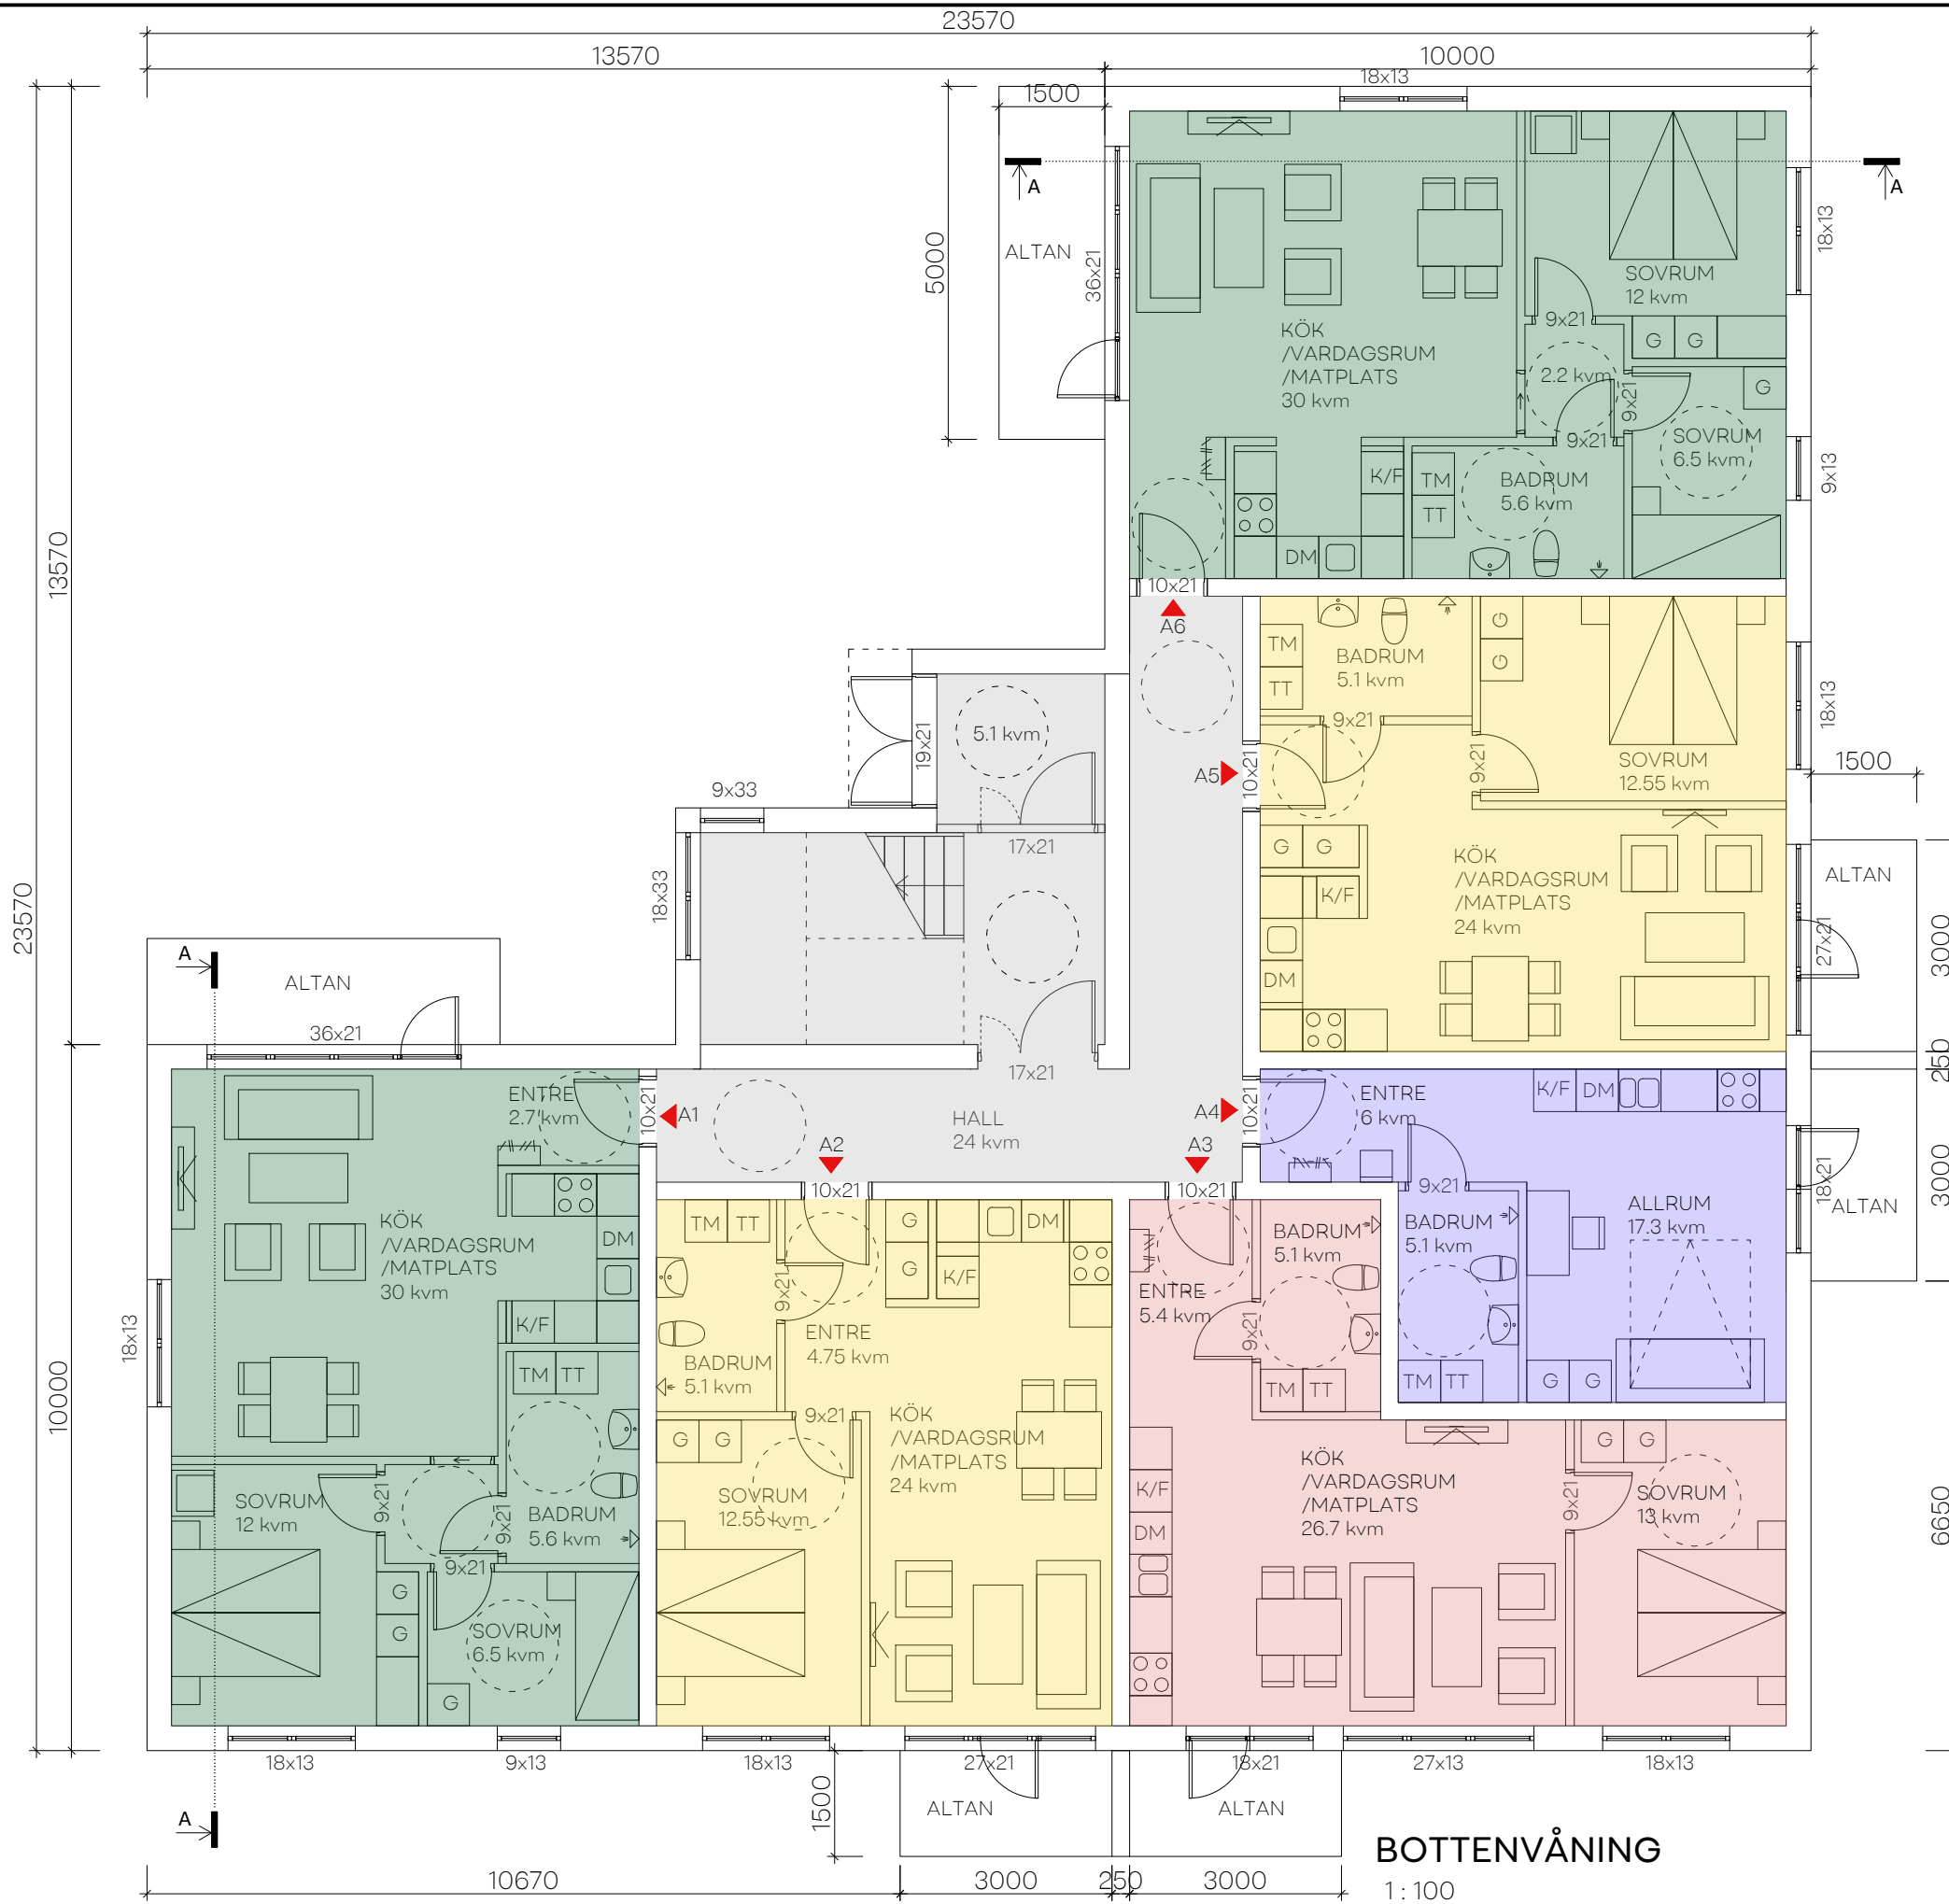 23570
13570
10000
18x13
1500
A
A
ALTAN
5000
36x21
18x13
SOVRUM
12 kvm
9x21
KÖK
/VARDAGSRUM
/MATPLATS
30 kvm
G
G
2.2 kvm
9x21
G
9x21
SOVRUM
6.5 kvm
9x13
K/F
TM
TT
BADRUM
5.6 kvm
DM
13570
10x21
A6
TM
TT
BADRUM
5.1 kvm
G
G
18x13
9x21
19x21
5.1 kvm
A5
10x21
9x21
SOVRUM
12.55 kvm
1500
9x33
17x21
G
G
KÖK
/VARDAGSRUM
/MATPLATS
24 kvm
K/F
DM
ALTAN
27x21
3000
18x33
23570
A
ALTAN
36x21
250
17x21
ENTRE
2.7 kvm
10x21
A1
HALL
24 kvm
A2
10x21
A4
A3
10x21
10x21
ENTRE
6 kvm
K/F
DM
18x21
3000
ALTAN
9x21
ALLRUM
17.3 kvm
BADRUM
5.1 kvm
TM
TT
G
G
KÖK
/VARDAGSRUM
/MATPLATS
30 kvm
DM
K/F
18x13
TM
TT
TM
TT
G
G
DM
K/F
9x21
ENTRE
4.75 kvm
BADRUM
5.1 kvm
BADRUM
5.1 kvm
ENTRE
5.4 kvm
9x21
TM
TT
10000
9x21
G
G
KÖK
/VARDAGSRUM
/MATPLATS
24 kvm
SOVRUM
12.55 kvm
K/F
DM
KÖK
/VARDAGSRUM
/MATPLATS
26.7 kvm
G
G
9x21
SOVRUM
13 kvm
6650
SOVRUM
12 kvm
9x21
9x21
BADRUM
5.6 kvm
9x21
G
G
SOVRUM
6.5 kvm
G
18x13
9x13
18x13
27x21
18x21
27x13
18x13
1500
ALTAN
ALTAN
A
BOTTENVÅNING
1 : 100
10670
3000
250
3000